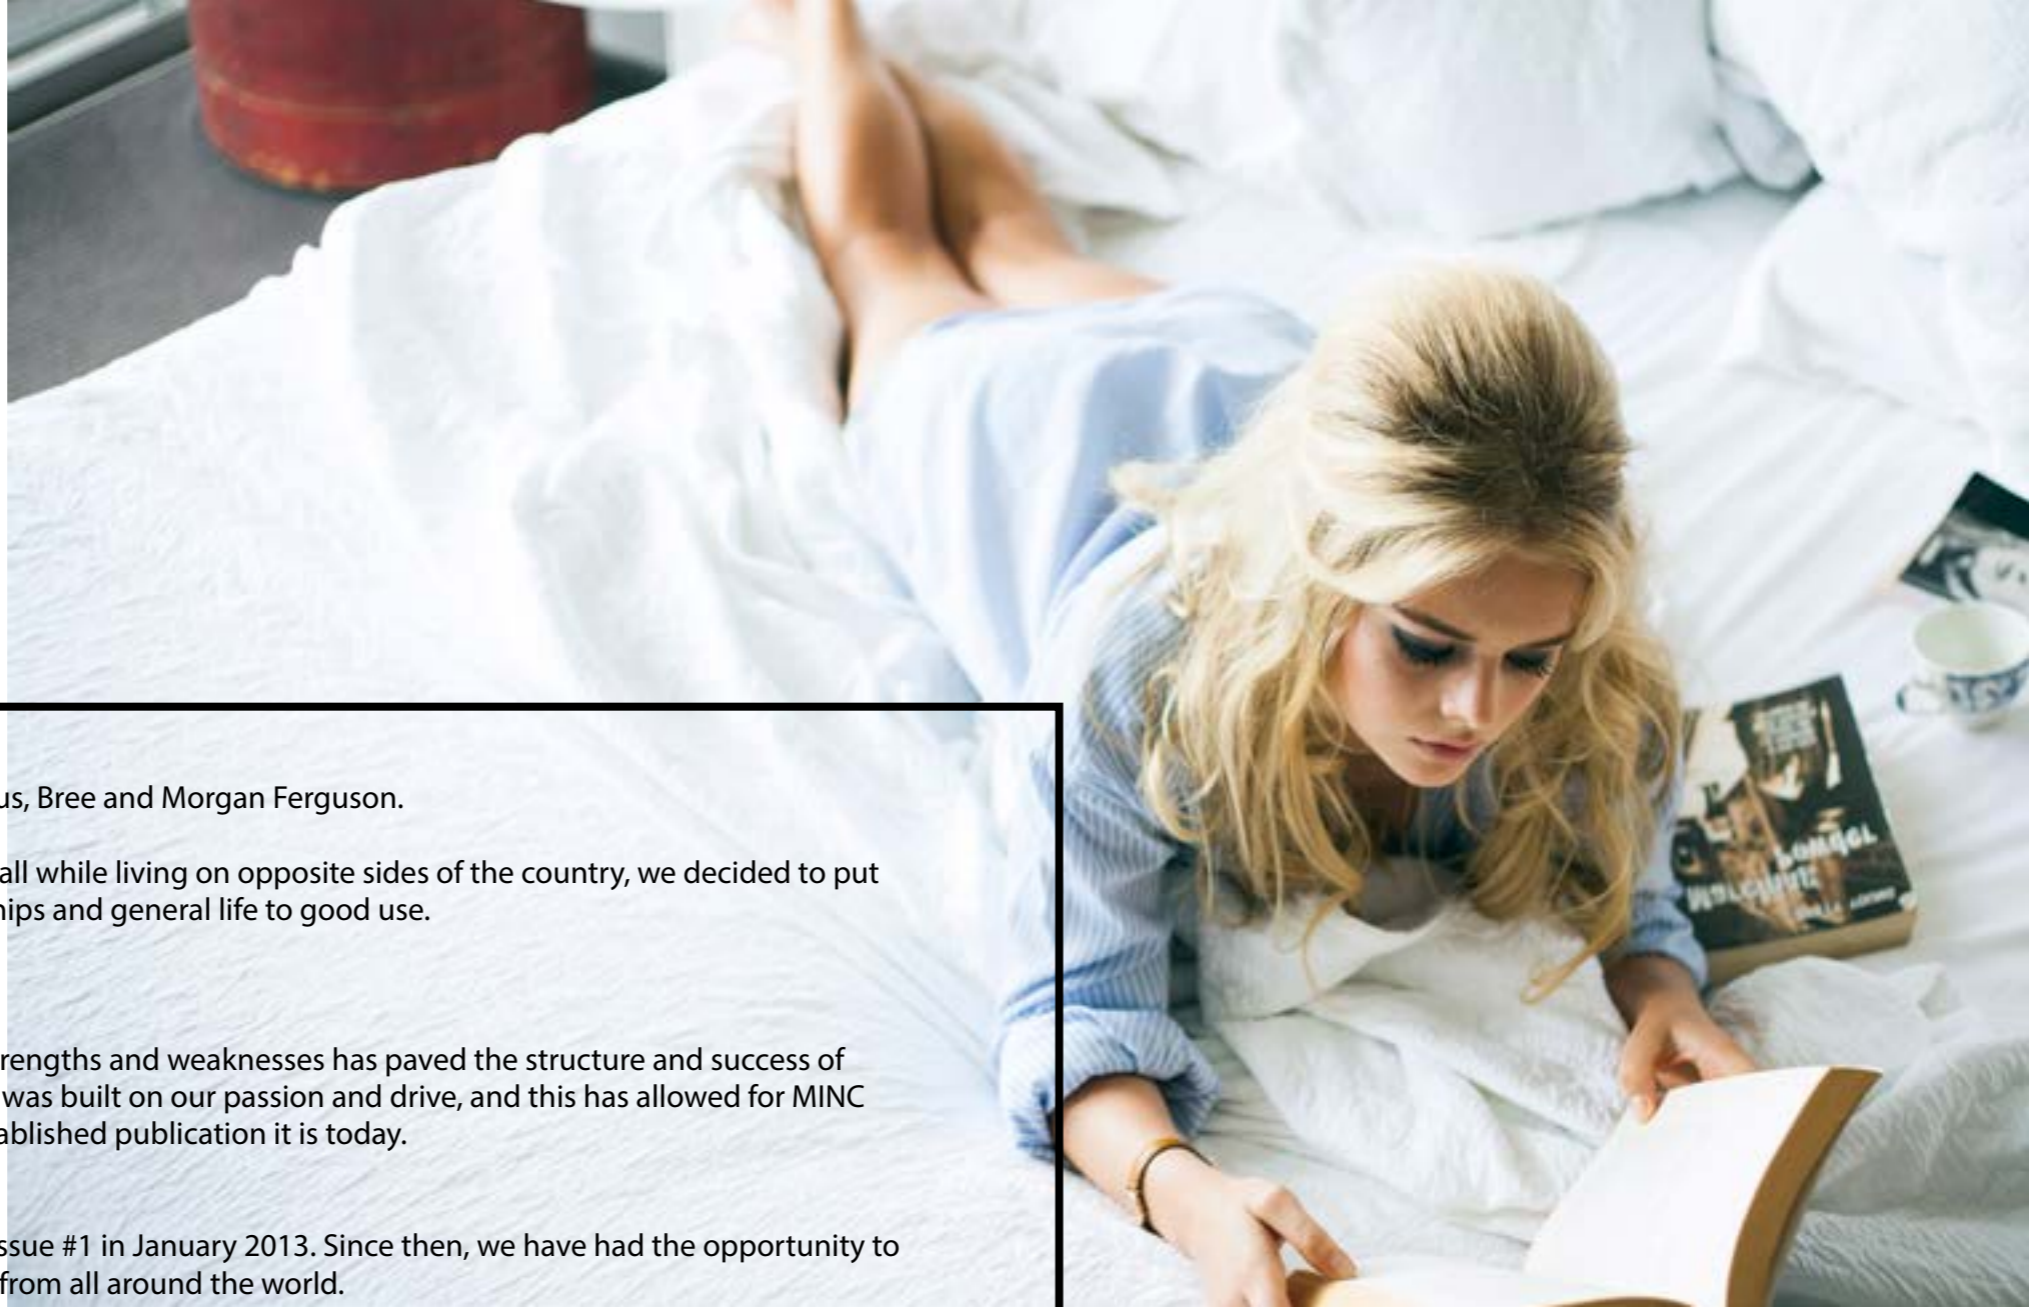 us, Bree and Morgan Ferguson.
all while living on opposite sides of the country, we decided to put
hips and general life to good use.
rengths and weaknesses has paved the structure and success of
was built on our passion and drive, and this has allowed for MINC
ablished publication it is today.
ssue #1 in January 2013. Since then, we have had the opportunity to
from all around the world.